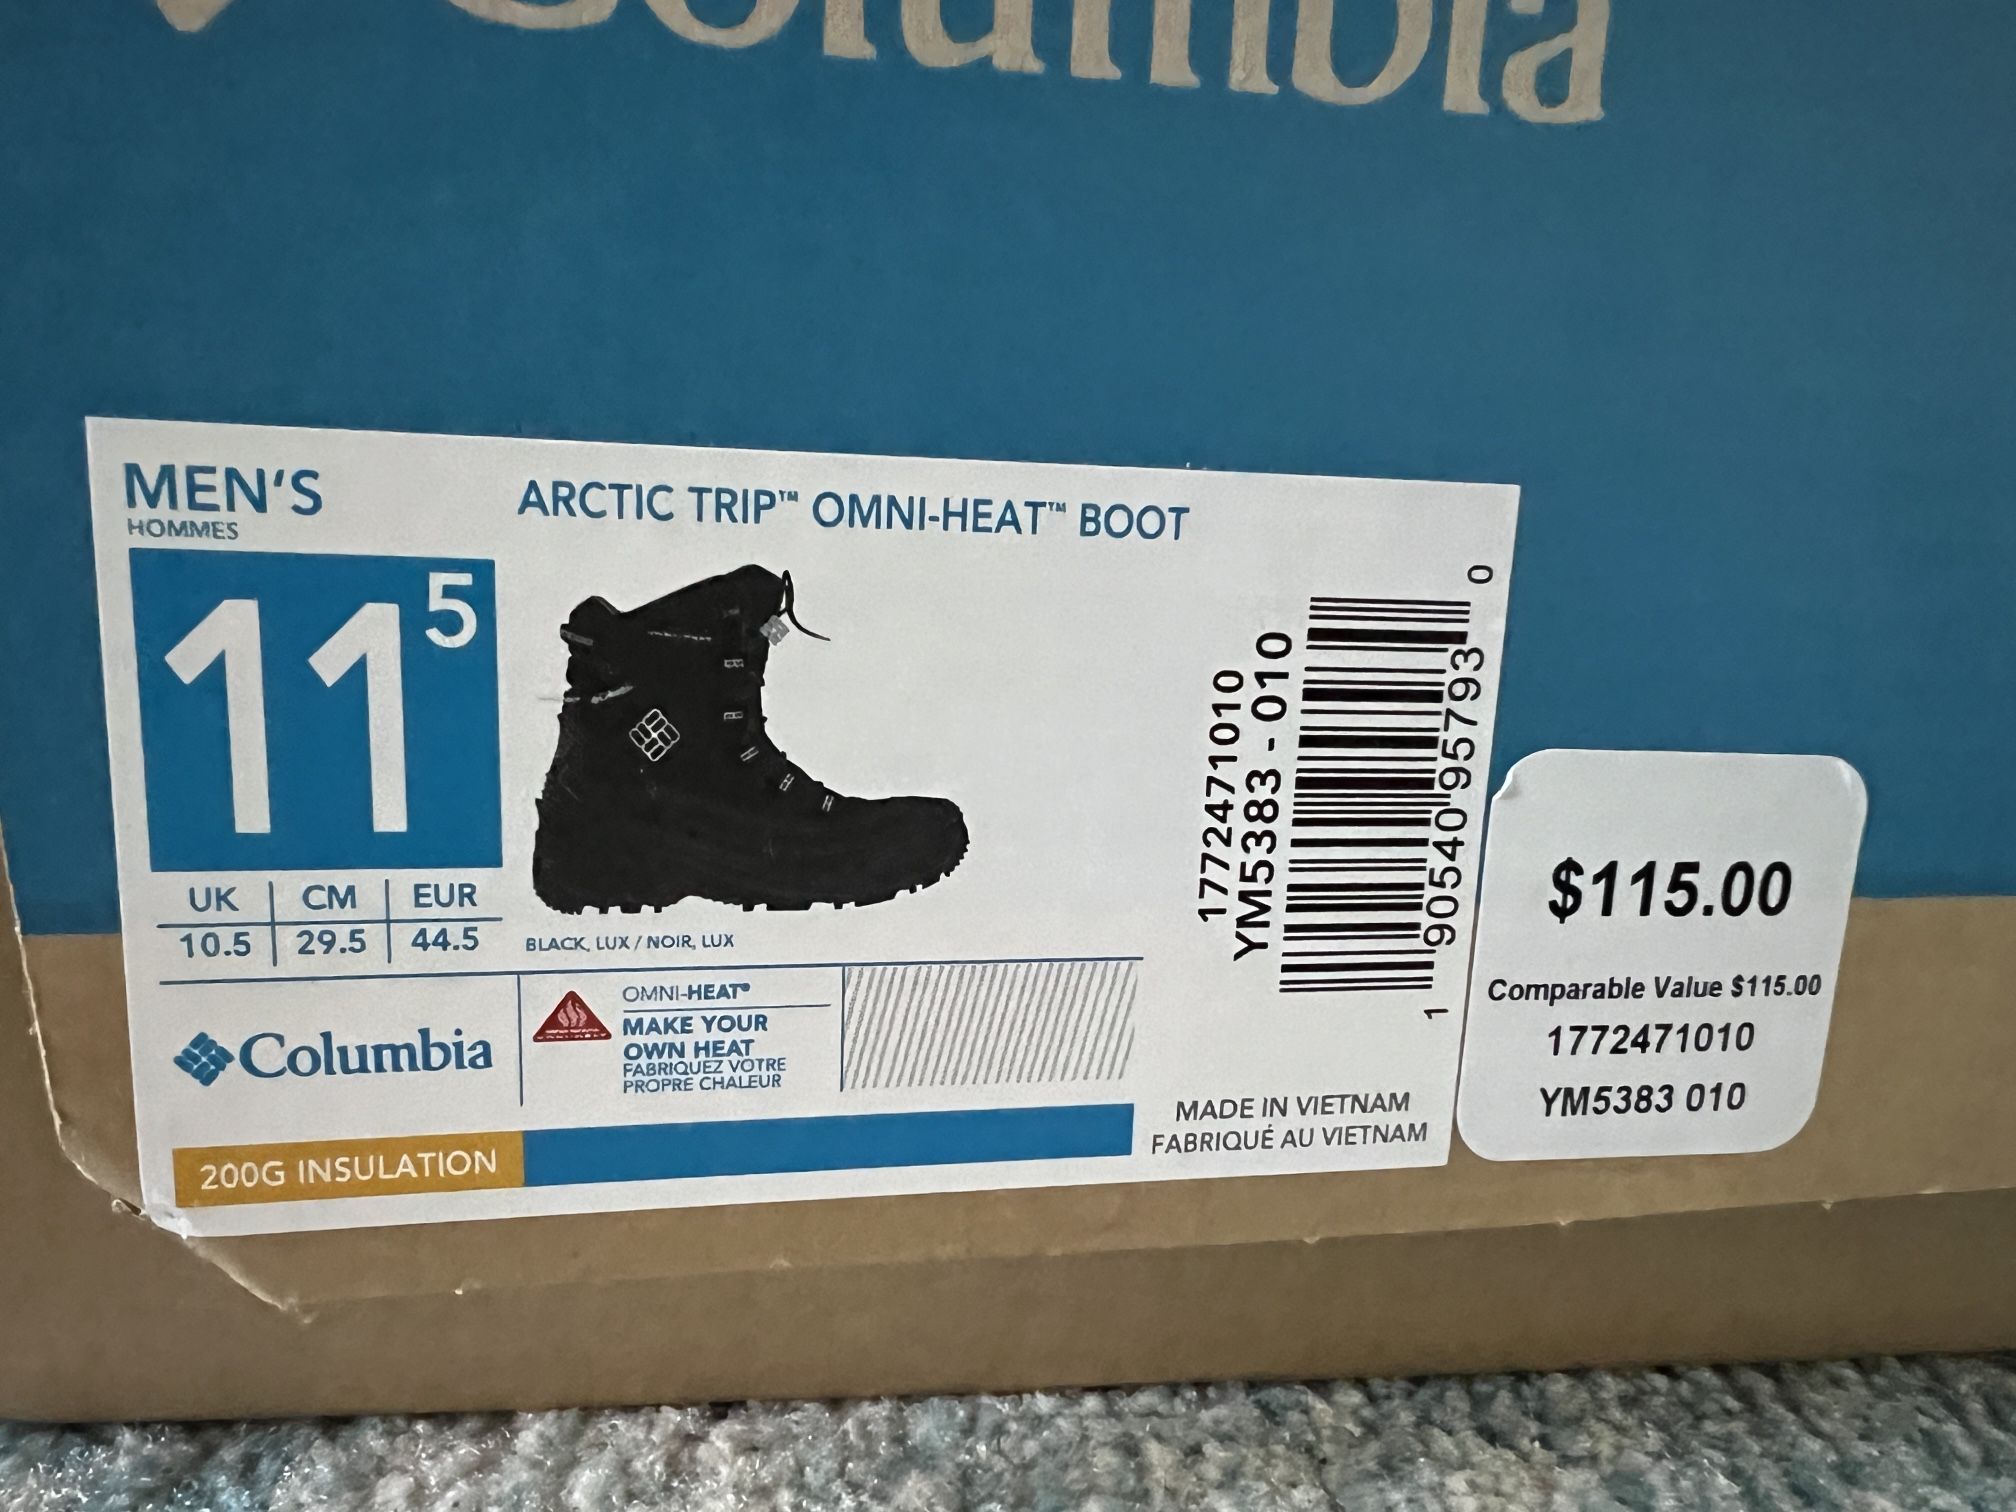 Columbia
MEN'S
HOMMES
11⁵
UK CM EUR
10.5 29.5 44.5
ARCTIC TRIP™ OMNI-HEAT™ BOOT
BLACK, LUX / NOIR, LUX
Columbia
OMNI-HEAT®
MAKE YOUR
OWN HEAT
FABRIQUEZ VOTRE
PROPRE CHALEUR
200G INSULATION
1772471010
YM5383 - 010
1 90540 95793 0
MADE IN VIETNAM
FABRIQUÉ AU VIETNAM
$115.00
Comparable Value $115.00
1772471010
YM5383 010